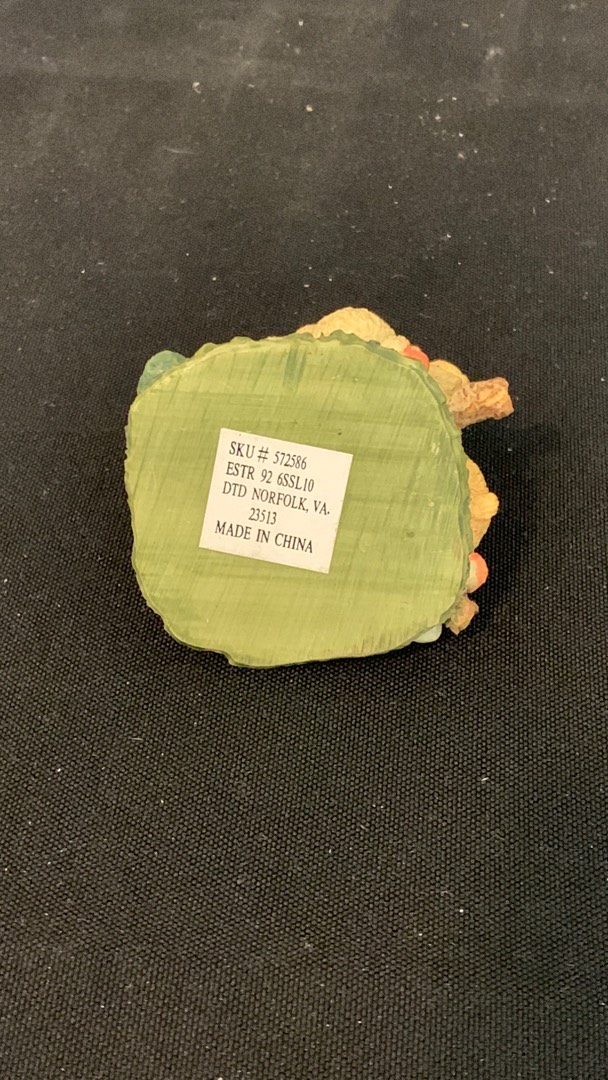 SKU # 572586
ESTR 92 6SSL10
DTD NORFOLK, VA.
23513
MADE IN CHINA